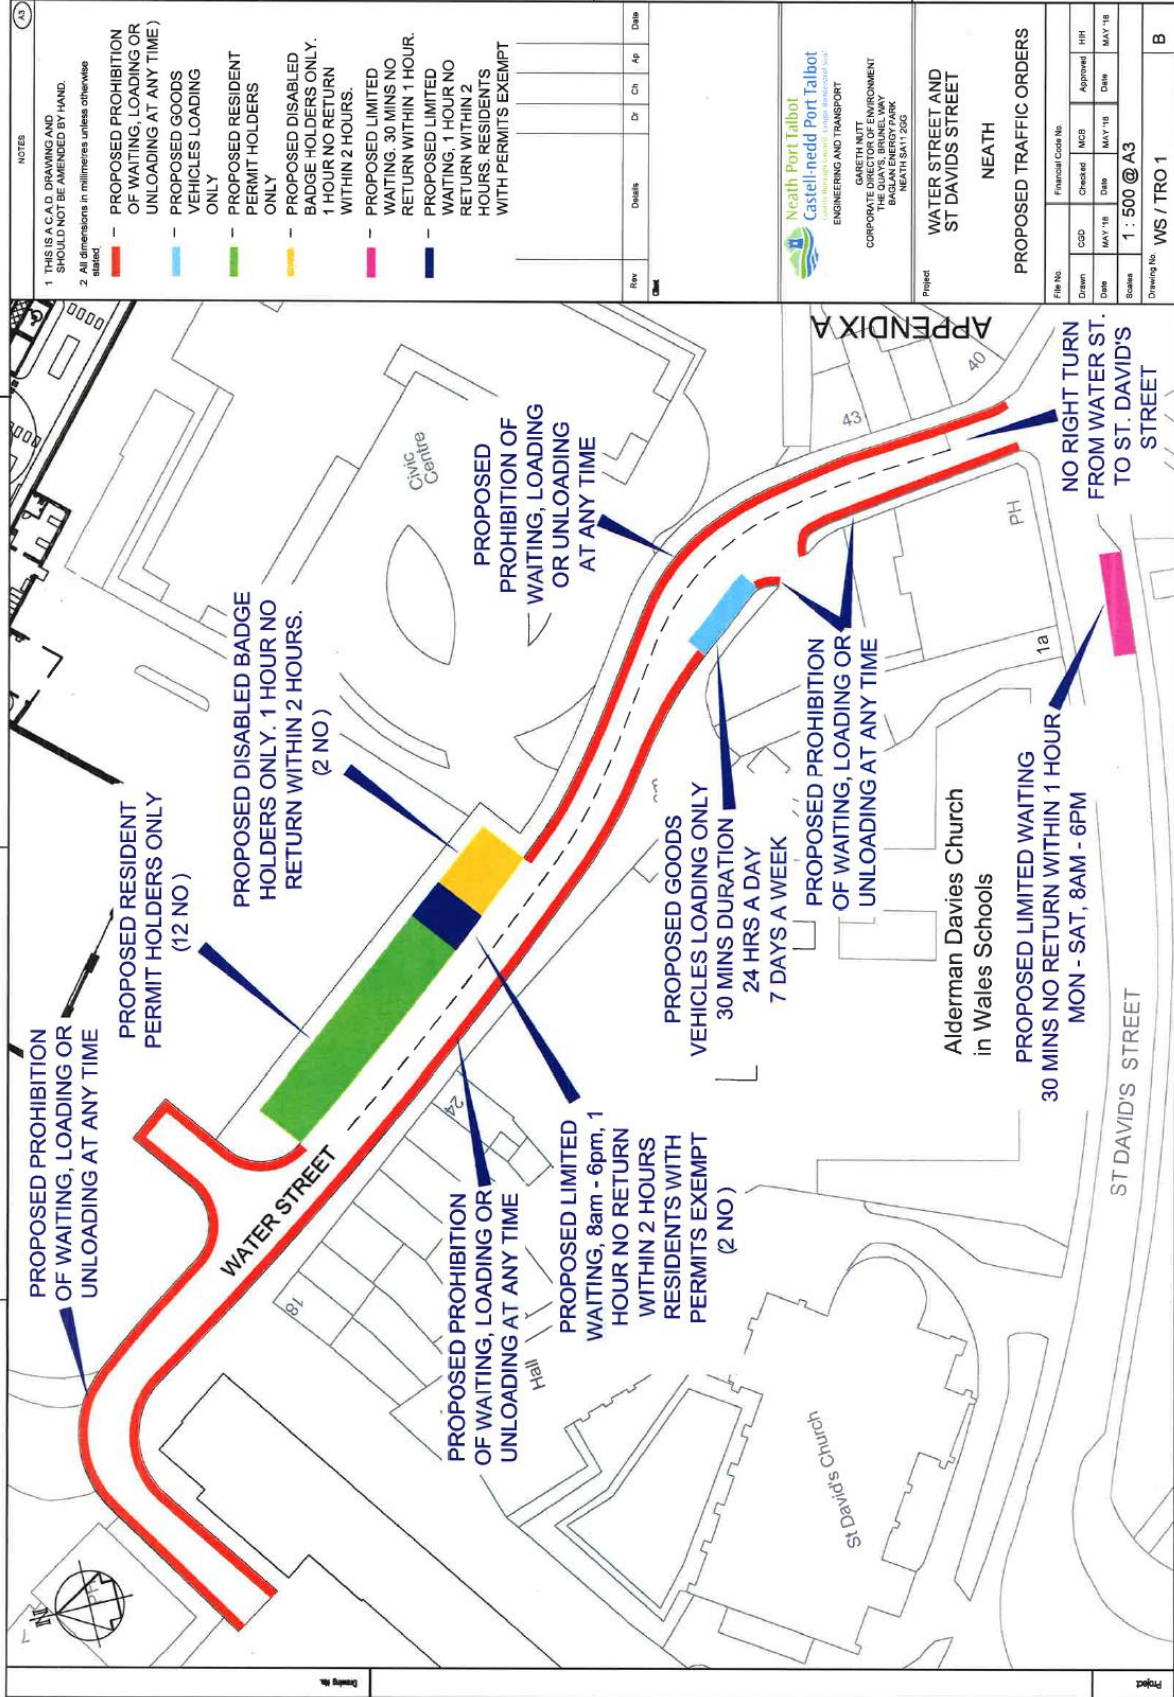 A3
NOTES
1 THIS IS A C.A.D. DRAWING AND
SHOULD NOT BE AMENDED BY HAND.
2 All dimensions in millimetres unless otherwise
stated.
– PROPOSED PROHIBITION
OF WAITING, LOADING OR
UNLOADING AT ANY TIME)
– PROPOSED GOODS
VEHICLES LOADING
ONLY
– PROPOSED RESIDENT
PERMIT HOLDERS
ONLY
– PROPOSED DISABLED
BADGE HOLDERS ONLY.
1 HOUR NO RETURN
WITHIN 2 HOURS.
– PROPOSED LIMITED
WAITING. 30 MINS NO
RETURN WITHIN 1 HOUR.
– PROPOSED LIMITED
WAITING, 1 HOUR NO
RETURN WITHIN 2
HOURS. RESIDENTS
WITH PERMITS EXEMPT
Rev Details Dr Ch Ap Date
Client
Neath Port Talbot
Castell-nedd Port Talbot
ENGINEERING AND TRANSPORT
GARETH NUTT
CORPORATE DIRECTOR OF ENVIRONMENT
THE QUAYS, BRUNEL WAY
BAGLAN ENERGY PARK
NEATH SA11 2GG
Project
WATER STREET AND
ST DAVIDS STREET
NEATH
PROPOSED TRAFFIC ORDERS
File No. Financial Code No.
Drawn CGD Checked MCB Approved HIH
Date MAY '18 Date MAY '18 Date MAY '18
Scales 1 : 500 @ A3
Drawing No. WS / TRO 1 B
APPENDIX A
PROPOSED PROHIBITION
OF WAITING, LOADING OR
UNLOADING AT ANY TIME
PROPOSED RESIDENT
PERMIT HOLDERS ONLY
(12 NO )
PROPOSED DISABLED BADGE
HOLDERS ONLY. 1 HOUR NO
RETURN WITHIN 2 HOURS.
(2 NO )
Civic
Centre
PROPOSED
PROHIBITION OF
WAITING, LOADING
OR UNLOADING
AT ANY TIME
43
40
NO RIGHT TURN
FROM WATER ST.
TO ST. DAVID'S
STREET
WATER STREET
18
24
PROPOSED PROHIBITION
OF WAITING, LOADING OR
UNLOADING AT ANY TIME
Hall
PROPOSED LIMITED
WAITING, 8am - 6pm, 1
HOUR NO RETURN
WITHIN 2 HOURS
RESIDENTS WITH
PERMITS EXEMPT
(2 NO )
PROPOSED GOODS
VEHICLES LOADING ONLY
30 MINS DURATION
24 HRS A DAY
7 DAYS A WEEK
PROPOSED PROHIBITION
OF WAITING, LOADING OR
UNLOADING AT ANY TIME
PH
1a
Alderman Davies Church
in Wales Schools
PROPOSED LIMITED WAITING
30 MINS NO RETURN WITHIN 1 HOUR
MON - SAT, 8AM - 6PM
ST DAVID'S STREET
St David's Church
N
PH
7
Drawing No.
Project